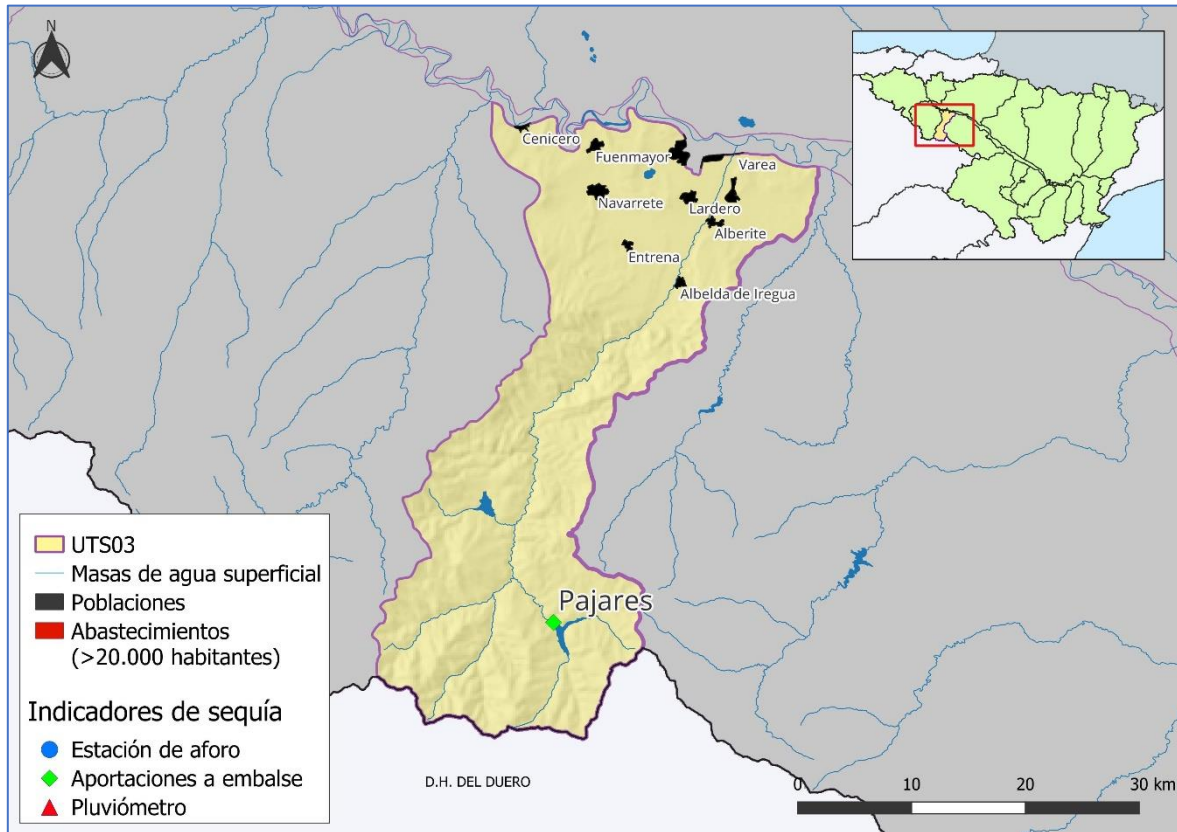 N
Cenicero
Fuenmayor
Varea
Navarrete
Lardero
Alberite
Entrena
Albelda de Iregua
Pajares
UTS03
Masas de agua superficial
Poblaciones
Abastecimientos
(>20.000 habitantes)
Indicadores de sequía
Estación de aforo
Aportaciones a embalse
Pluviómetro
D.H. DEL DUERO
0 10 20 30 km